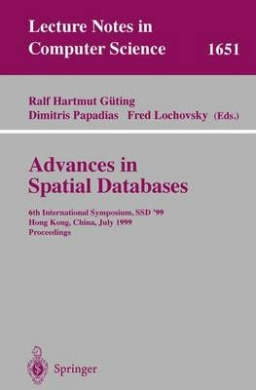 Lecture Notes in
Computer Science 1651
Ralf Hartmut Güting
Dimitris Papadias Fred Lochovsky (Eds.)
Advances in
Spatial Databases
6th International Symposium, SSD '99
Hong Kong, China, July 1999
Proceedings
Springer